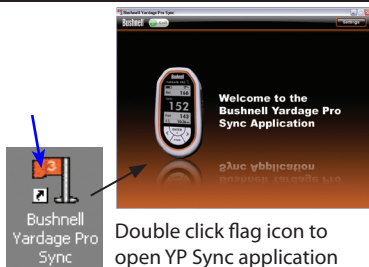 Bushnell Yardage Pro Sync
Bushnell
Settings
152
Welcome to the
Bushnell Yardage Pro
Sync Application
3
Bushnell
Yardage Pro
Sync
Double click flag icon to
open YP Sync application